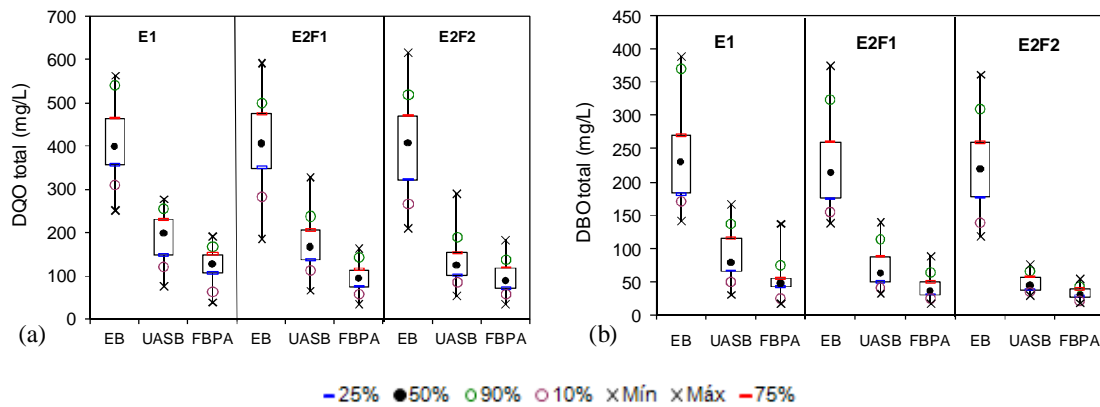 E1 E2F1 E2F2
DQO total (mg/L)
700
600
500
400
300
200
100
0
EB UASB FBPA EB UASB FBPA EB UASB FBPA
(a)
E1 E2F1 E2F2
DBO total (mg/L)
450
400
350
300
250
200
150
100
50
0
EB UASB FBPA EB UASB FBPA EB UASB FBPA
(b)
25% 50% 90% 10% Mín Máx 75%